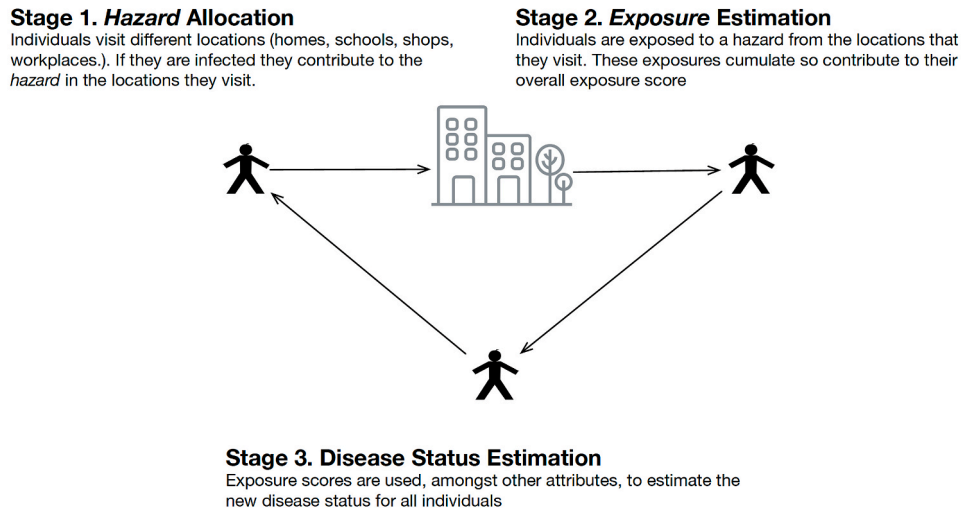 Stage 1. Hazard Allocation
Individuals visit different locations (homes, schools, shops,
workplaces.). If they are infected they contribute to the
hazard in the locations they visit.
Stage 2. Exposure Estimation
Individuals are exposed to a hazard from the locations that
they visit. These exposures cumulate so contribute to their
overall exposure score
Stage 3. Disease Status Estimation
Exposure scores are used, amongst other attributes, to estimate the
new disease status for all individuals